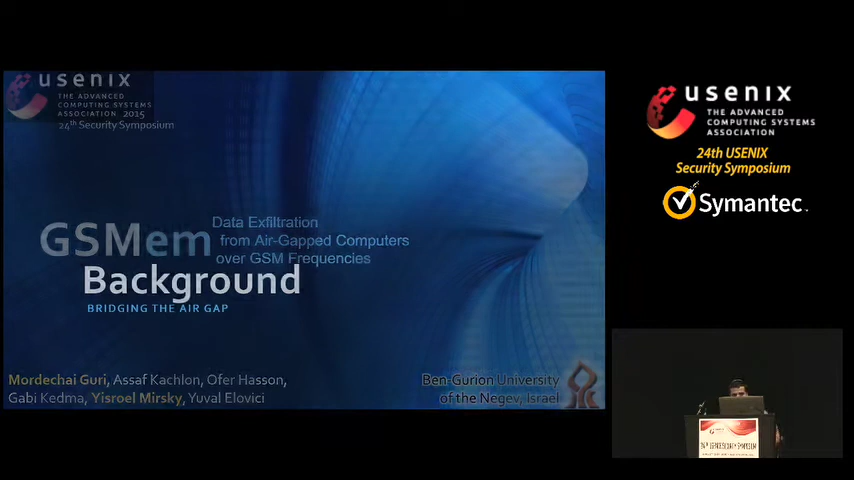 usenix
THE ADVANCED
COMPUTING SYSTEMS
ASSOCIATION 2015
24th Security Symposium
GSMem
Data Exfiltration
from Air-Gapped Computers
over GSM Frequencies
Background
BRIDGING THE AIR GAP
Mordechai Guri, Assaf Kachlon, Ofer Hasson,
Gabi Kedma, Yisroel Mirsky, Yuval Elovici
Ben-Gurion University
of the Negev, Israel
usenix
THE ADVANCED
COMPUTING SYSTEMS
ASSOCIATION
24th USENIX
Security Symposium
Symantec.